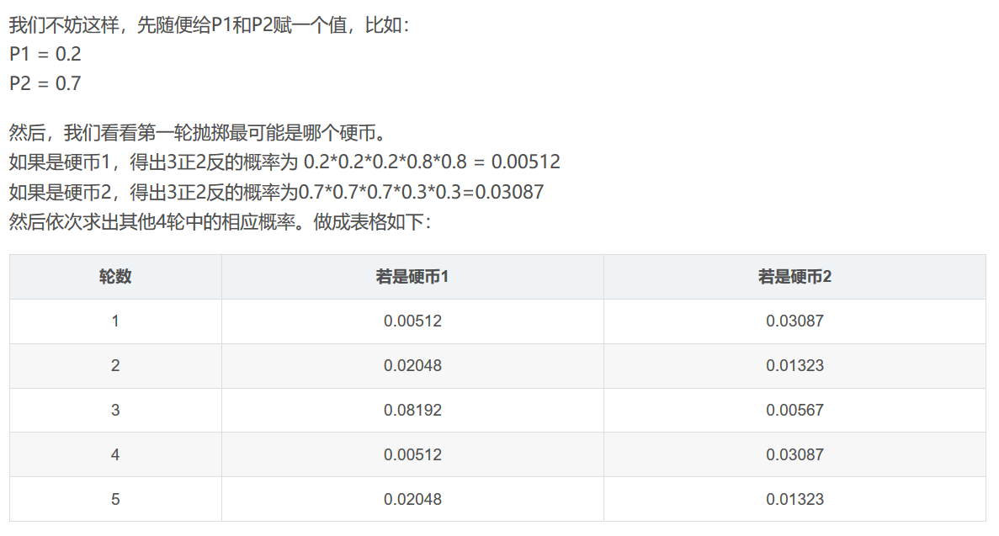 我们不妨这样，先随便给P1和P2赋一个值，比如：
P1 = 0.2
P2 = 0.7
然后，我们看看第一轮抛掷最可能是哪个硬币。
如果是硬币1，得出3正2反的概率为 0.2*0.2*0.2*0.8*0.8 = 0.00512
如果是硬币2，得出3正2反的概率为0.7*0.7*0.7*0.3*0.3=0.03087
然后依次求出其他4轮中的相应概率。做成表格如下：
轮数 若是硬币1 若是硬币2
1 0.00512 0.03087
2 0.02048 0.01323
3 0.08192 0.00567
4 0.00512 0.03087
5 0.02048 0.01323